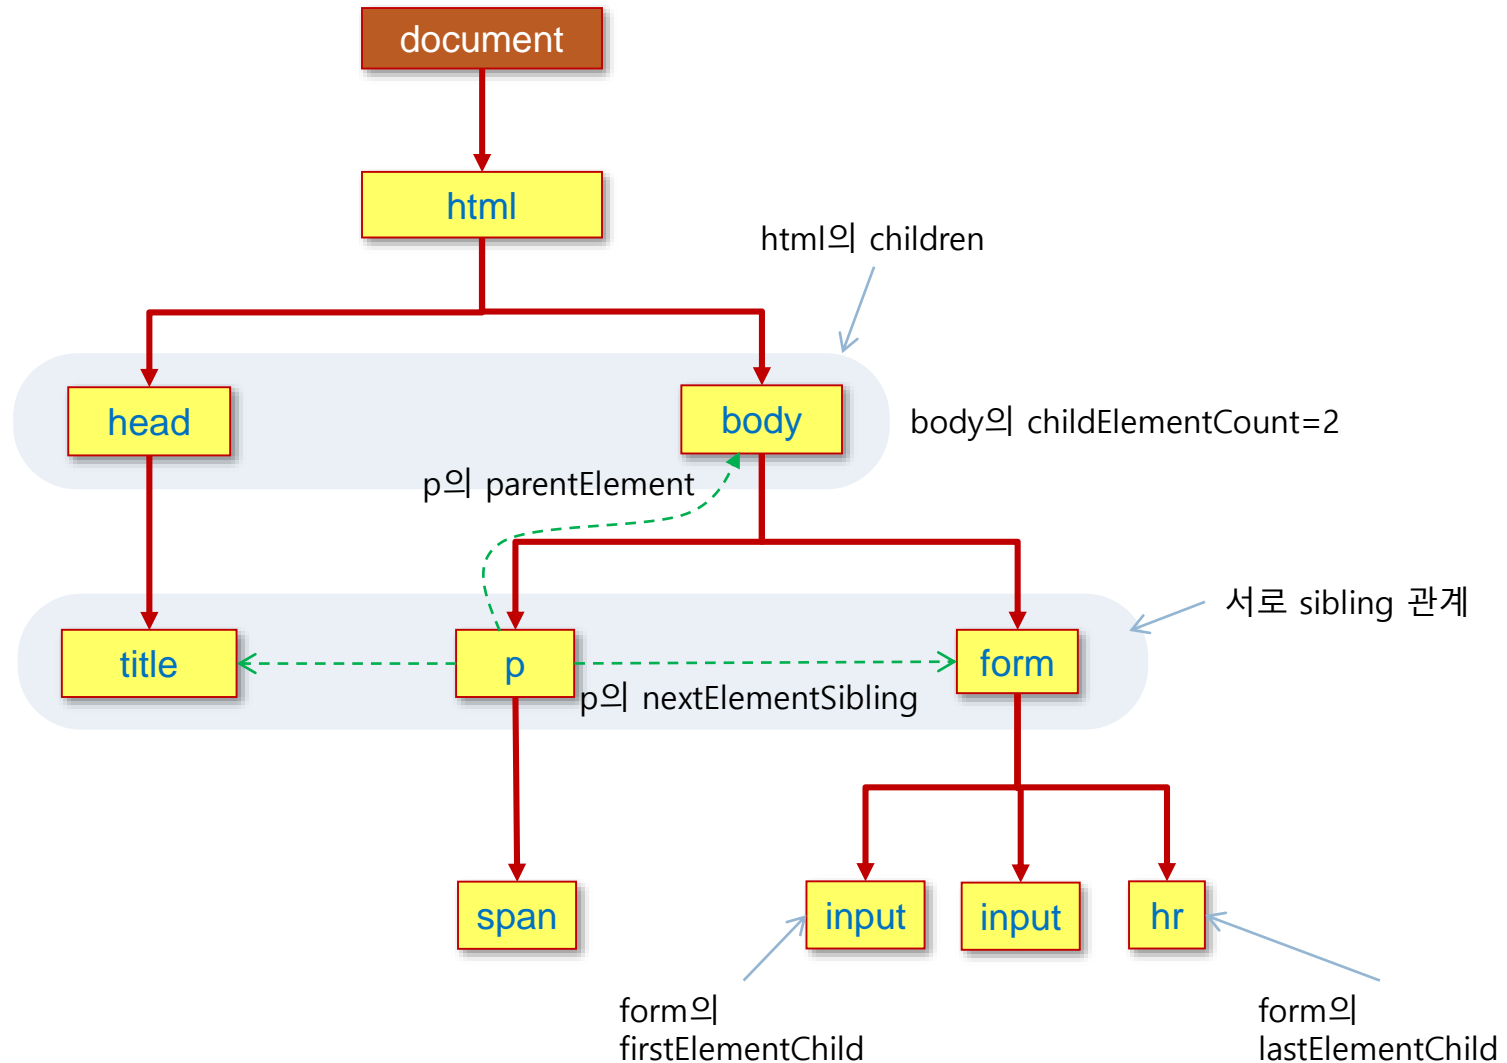 document
html
html의 children
head
body
body의 childElementCount=2
p의 parentElement
서로 sibling 관계
title
p
form
p의 nextElementSibling
span
input
input
hr
form의
firstElementChild
form의
lastElementChild